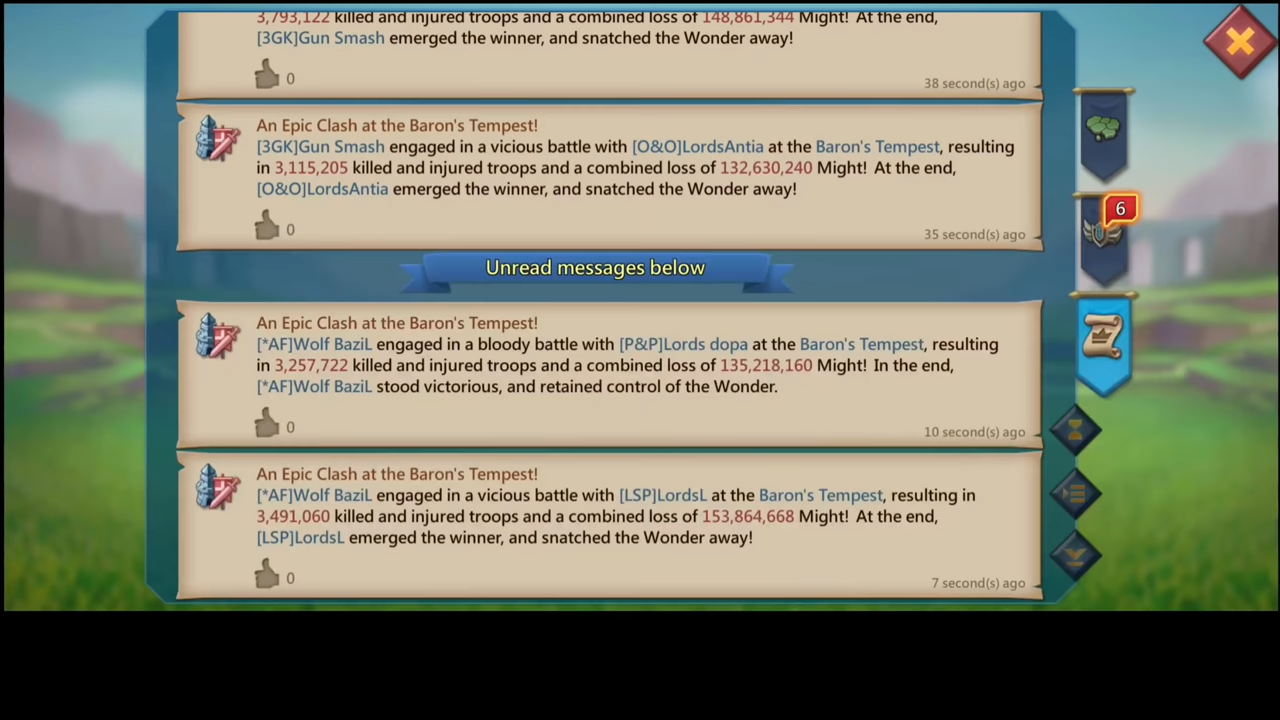 3,793,122 killed and injured troops and a combined loss of 148,861,344 Might! At the end,
[3GK]Gun Smash emerged the winner, and snatched the Wonder away!
0
38 second(s) ago
An Epic Clash at the Baron's Tempest!
[3GK]Gun Smash engaged in a vicious battle with [O&O]LordsAntia at the Baron's Tempest, resulting
in 3,115,205 killed and injured troops and a combined loss of 132,630,240 Might! At the end,
[O&O]LordsAntia emerged the winner, and snatched the Wonder away!
0
35 second(s) ago
6
Unread messages below
An Epic Clash at the Baron's Tempest!
[*AF]Wolf BaziL engaged in a bloody battle with [P&P]Lords dopa at the Baron's Tempest, resulting
in 3,257,722 killed and injured troops and a combined loss of 135,218,160 Might! In the end,
[*AF]Wolf BaziL stood victorious, and retained control of the Wonder.
0
10 second(s) ago
An Epic Clash at the Baron's Tempest!
[*AF]Wolf BaziL engaged in a vicious battle with [LSP]LordsL at the Baron's Tempest, resulting in
3,491,060 killed and injured troops and a combined loss of 153,864,668 Might! At the end,
[LSP]LordsL emerged the winner, and snatched the Wonder away!
0
7 second(s) ago